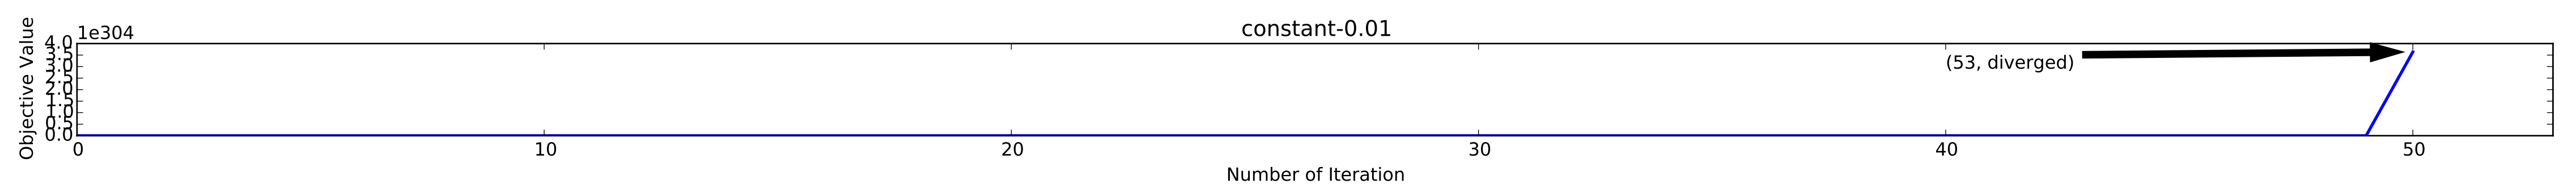 constant-0.01
1e304
Objective Value
4.0
3.5
3.0
2.5
2.0
1.5
1.0
0.5
0.0
(53, diverged)
0 10 20 30 40 50
Number of Iteration